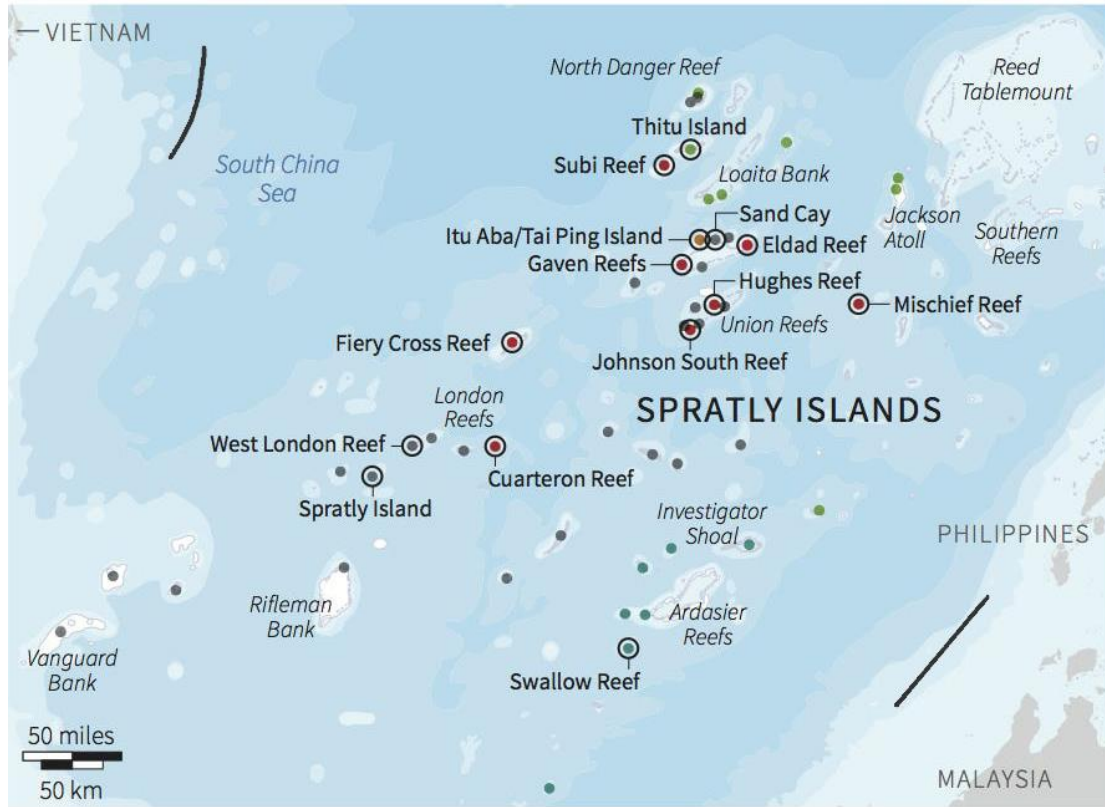 VIETNAM
North Danger Reef
Reed
Tablemount
Thitu Island
Subi Reef
South China
Sea
Loaita Bank
Sand Cay
Jackson
Atoll
Southern
Reefs
Itu Aba/Tai Ping Island
Eldad Reef
Gaven Reefs
Hughes Reef
Mischief Reef
Union Reefs
Fiery Cross Reef
Johnson South Reef
London
Reefs
SPRATLY ISLANDS
West London Reef
Cuarteron Reef
Spratly Island
Investigator
Shoal
PHILIPPINES
Rifleman
Bank
Ardasier
Reefs
Vanguard
Bank
Swallow Reef
50 miles
50 km
MALAYSIA